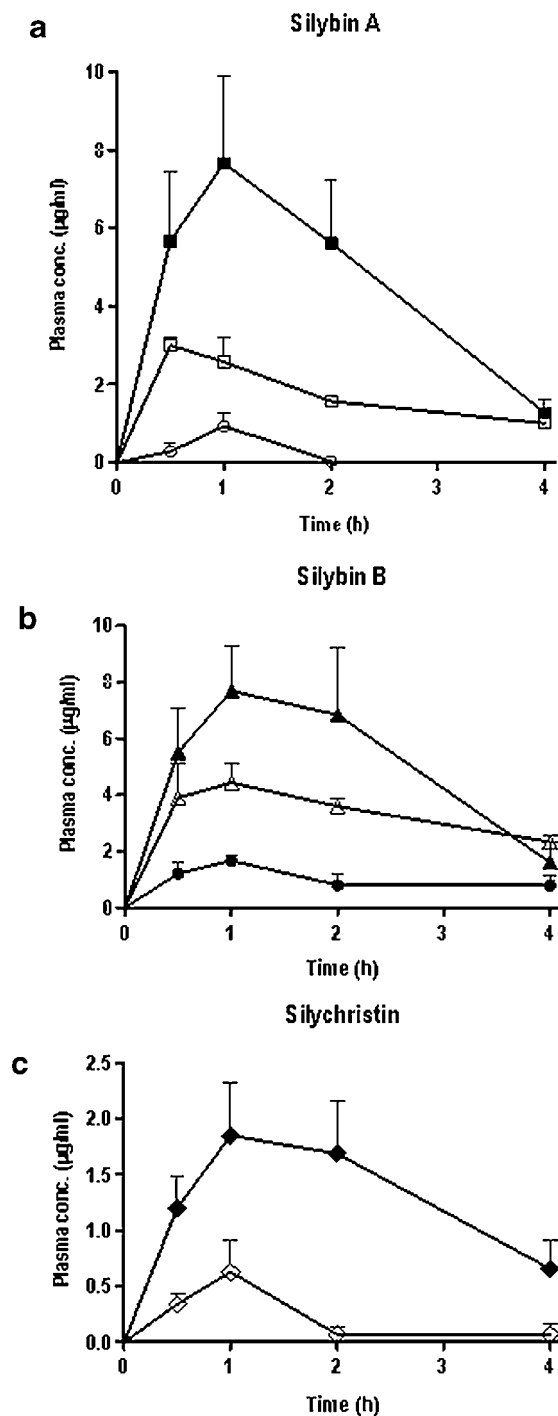 a
Silybin A
10
8
6
4
2
0
Plasma conc. (µg/ml)
0 1 2 3 4
Time (h)
Silybin B
b
10
8
6
4
2
0
Plasma conc. (µg/ml)
0 1 2 3 4
Time (h)
Silychristin
c
2.5
2.0
1.5
1.0
0.5
0.0
Plasma conc. (µg/ml)
0 1 2 3 4
Time (h)